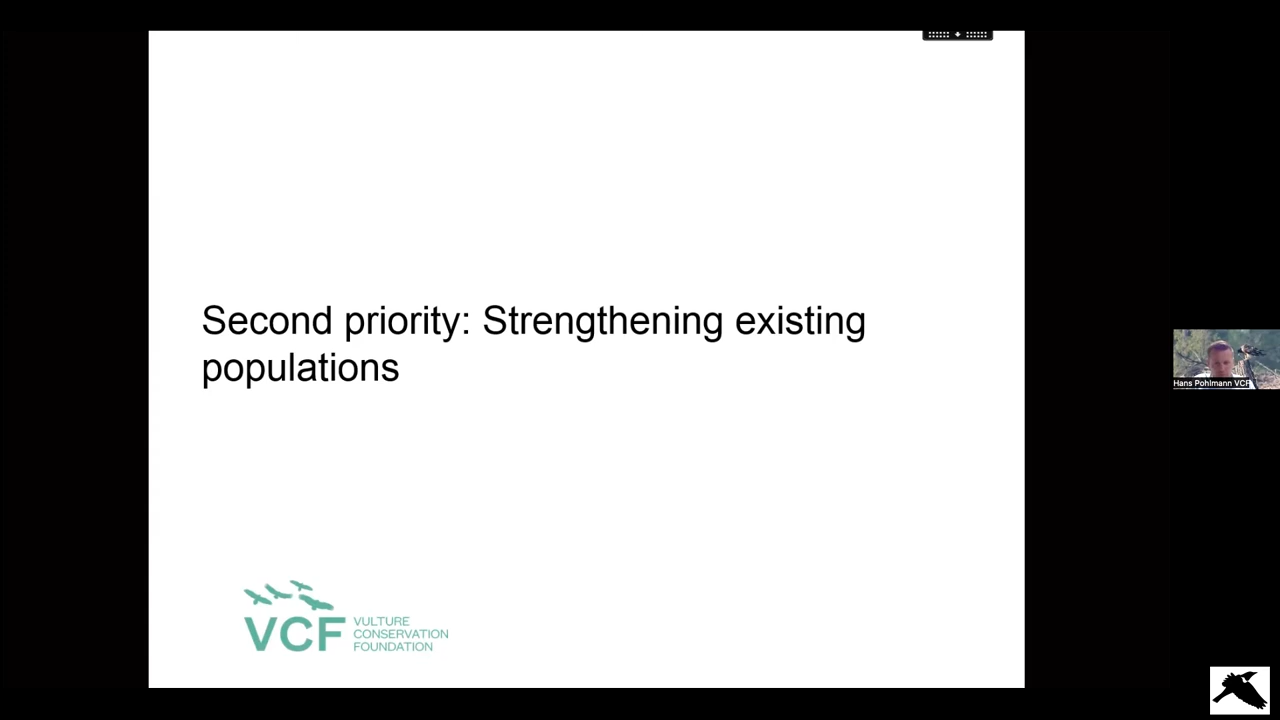 Second priority: Strengthening existing
populations
VCF
VULTURE
CONSERVATION
FOUNDATION
Hans Pohlmann VCF